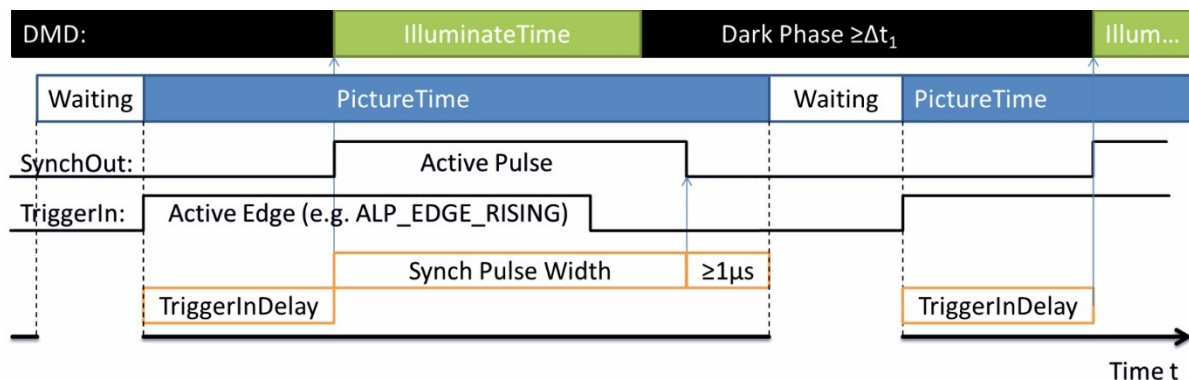 DMD: IlluminateTime Dark Phase ≥Δt₁ Illum...
Waiting PictureTime Waiting PictureTime
SynchOut: Active Pulse
TriggerIn: Active Edge (e.g. ALP_EDGE_RISING)
Synch Pulse Width ≥1µs
TriggerInDelay TriggerInDelay
Time t